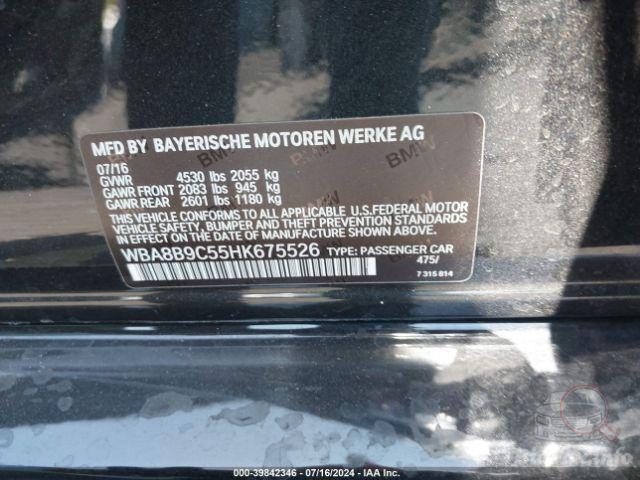 MFD BY BAYERISCHE MOTOREN WERKE AG
07/16
GVWR 4530 lbs 2055 kg
GAWR FRONT 2083 lbs 945 kg
GAWR REAR 2601 lbs 1180 kg
THIS VEHICLE CONFORMS TO ALL APPLICABLE U.S.FEDERAL MOTOR
VEHICLE SAFETY, BUMPER AND THEFT PREVENTION STANDARDS
IN EFFECT ON THE DATE OF MANUFACTURE SHOWN ABOVE.
WBA8B9C55HK675526 TYPE: PASSENGER CAR
475/
7 315 814
000-39842346 - 07/16/2024 - IAA Inc.